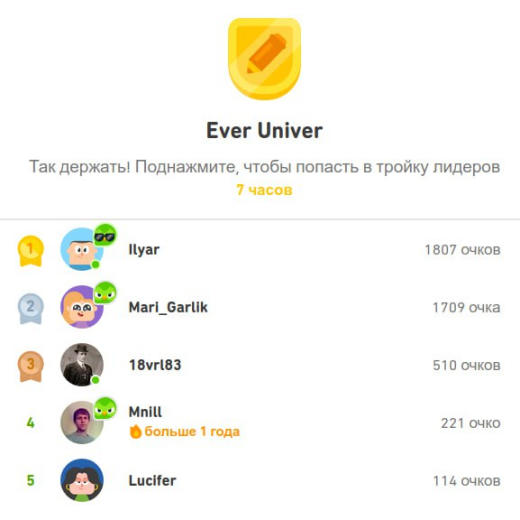 Ever Univer
Так держать! Поднажмите, чтобы попасть в тройку лидеров
7 часов
1 Ilyar 1807 очков
2 Mari_Garlik 1709 очка
3 18vrl83 510 очков
4 Mnill 221 очко
больше 1 года
5 Lucifer 114 очков